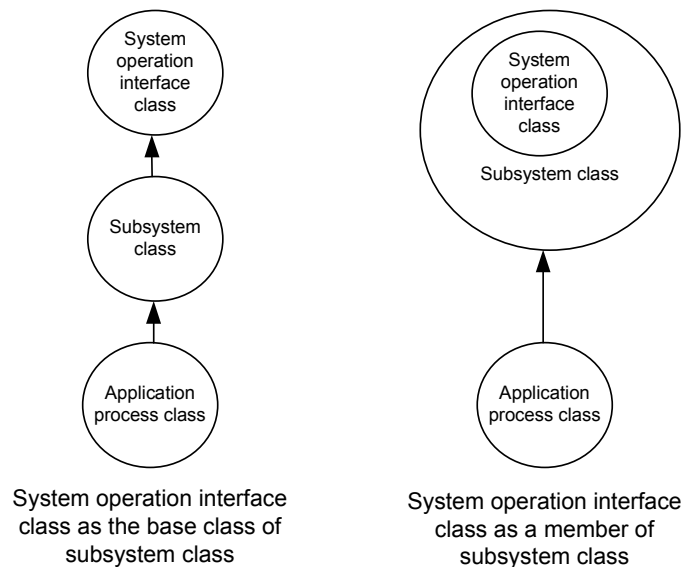 System
operation
interface
class
Subsystem
class
Application
process class
System operation interface
class as the base class of
subsystem class
System
operation
interface
class
Subsystem class
Application
process class
System operation interface
class as a member of
subsystem class